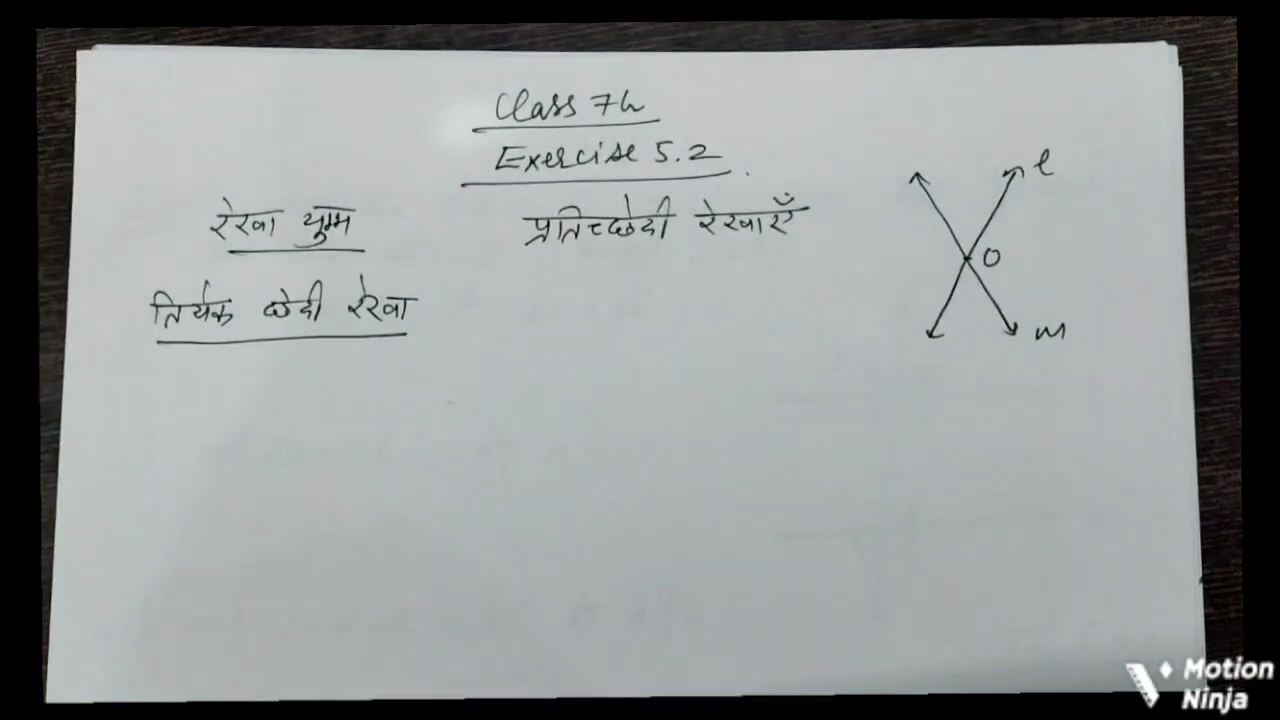 Class 7th
Exercise 5.2
रेखा युग्म
प्रतिच्छेदी रेखाएँ
तिर्यक छेदी रेखा
l
O
m
Motion
Ninja